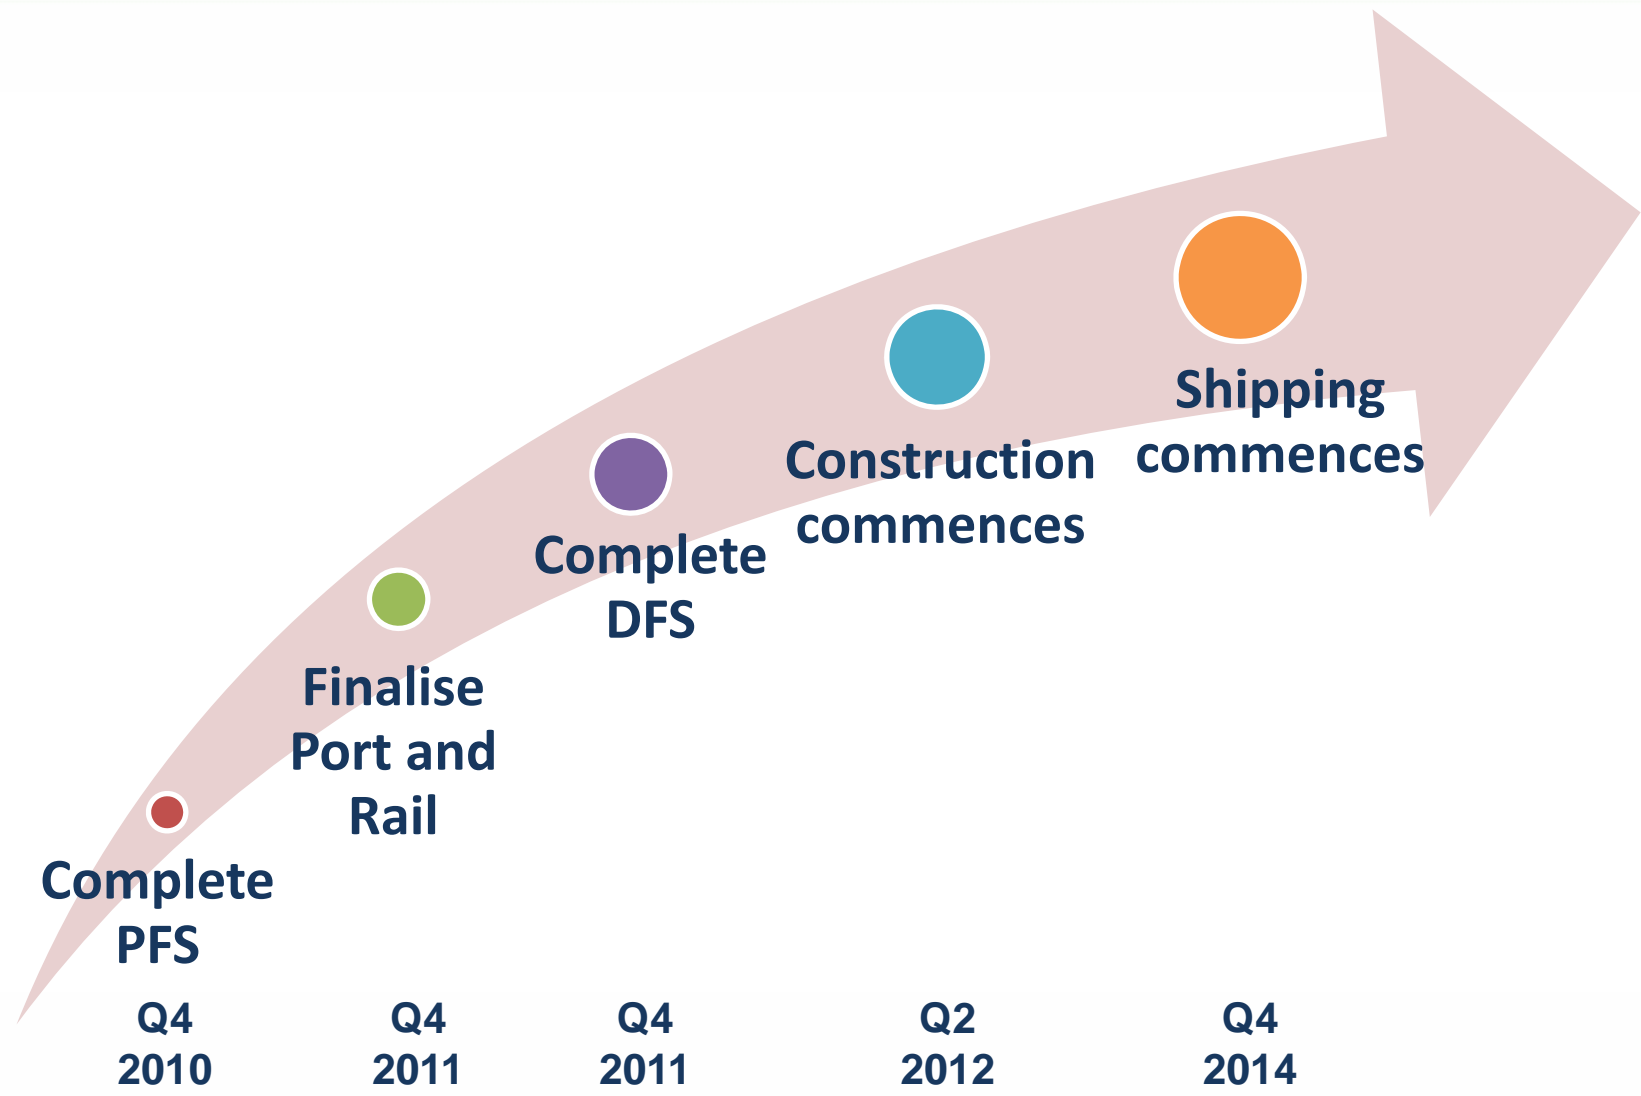 Complete
PFS
Finalise
Port and
Rail
Complete
DFS
Construction
commences
Shipping
commences
Q4
2010
Q4
2011
Q4
2011
Q2
2012
Q4
2014